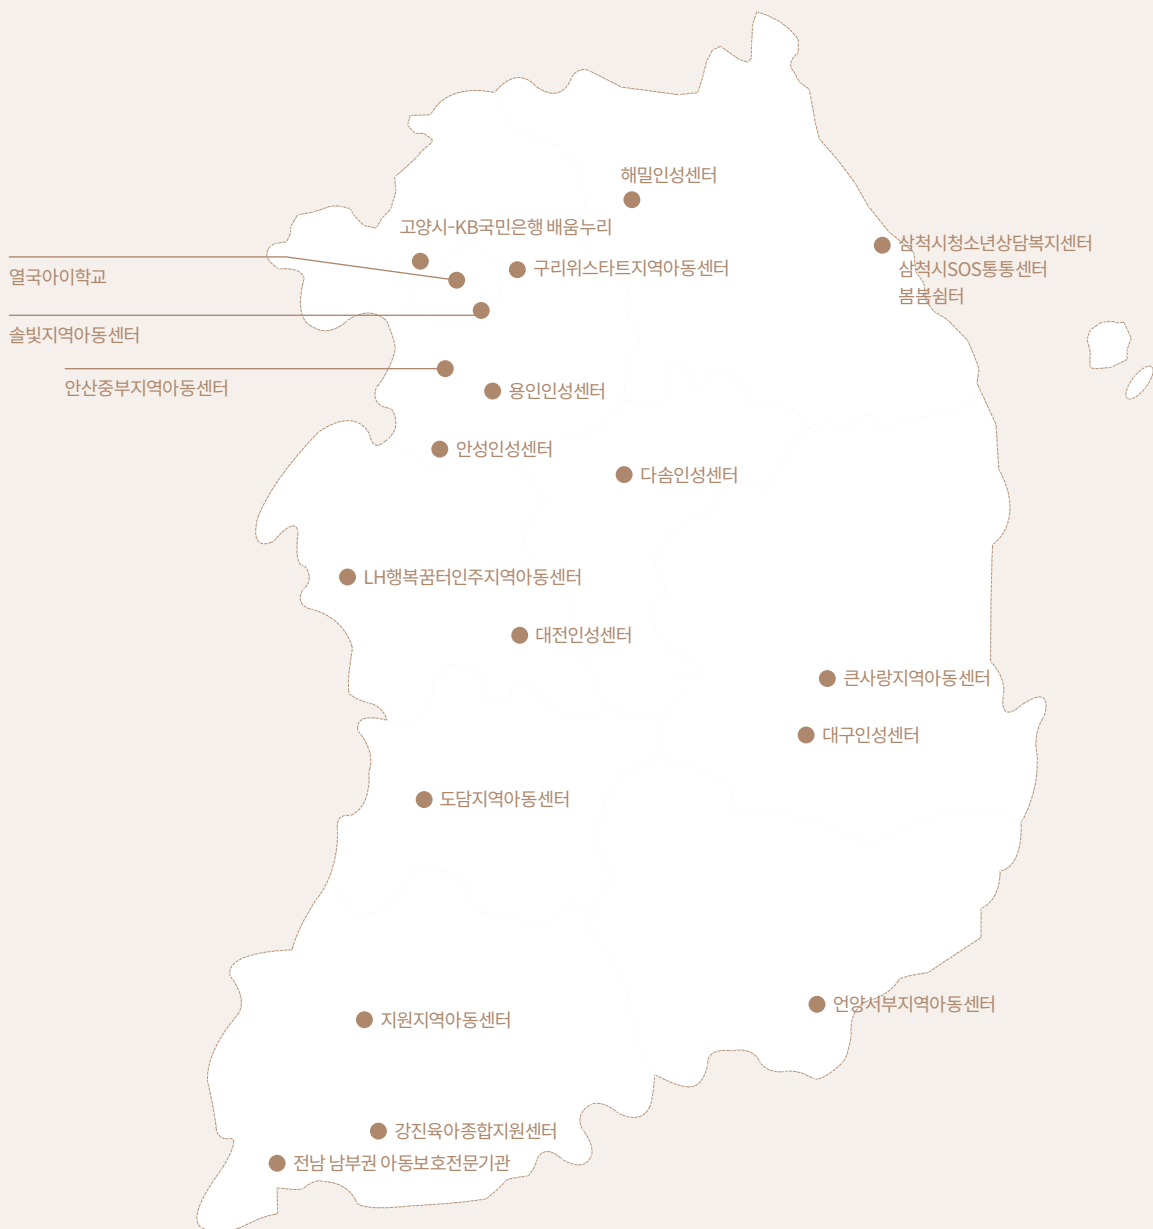 해밀인성센터
고양시-KB국민은행 배움누리
삼척시청소년상담복지센터
삼척시SOS통통센터
봄봄쉼터
구리위스타트지역아동센터
열국아이학교
솔빛지역아동센터
안산중부지역아동센터
용인인성센터
안성인성센터
다솜인성센터
LH행복꿈터인주지역아동센터
대전인성센터
큰사랑지역아동센터
대구인성센터
도담지역아동센터
언양서부지역아동센터
지원지역아동센터
강진육아종합지원센터
전남 남부권 아동보호전문기관